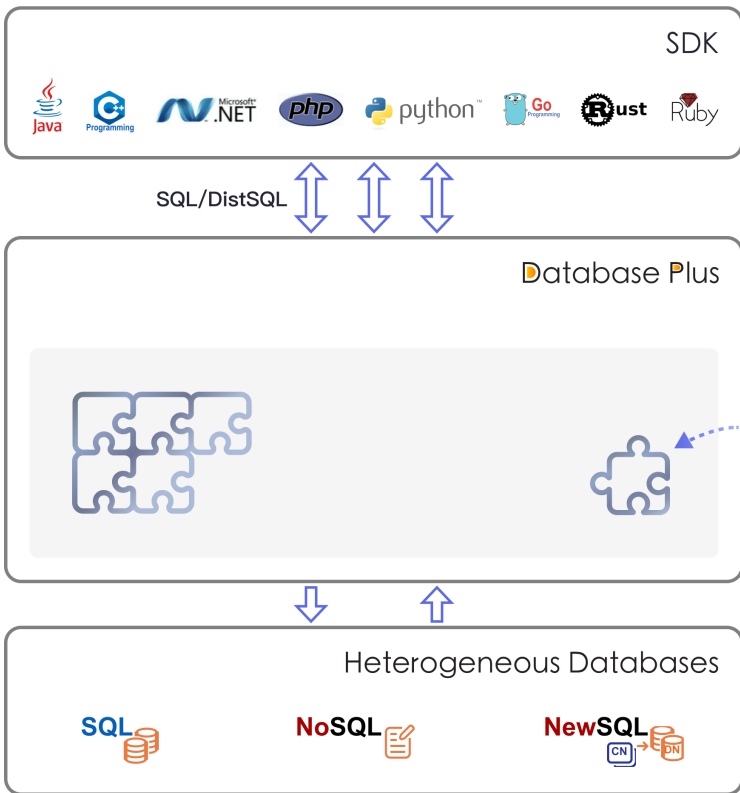 SDK
Java
C++
Programming
Microsoft®
.NET
php
python™
Go
Programming
Rust
Ruby
SQL/DistSQL
Database Plus
Heterogeneous Databases
SQL
NoSQL
NewSQL
CN
DN